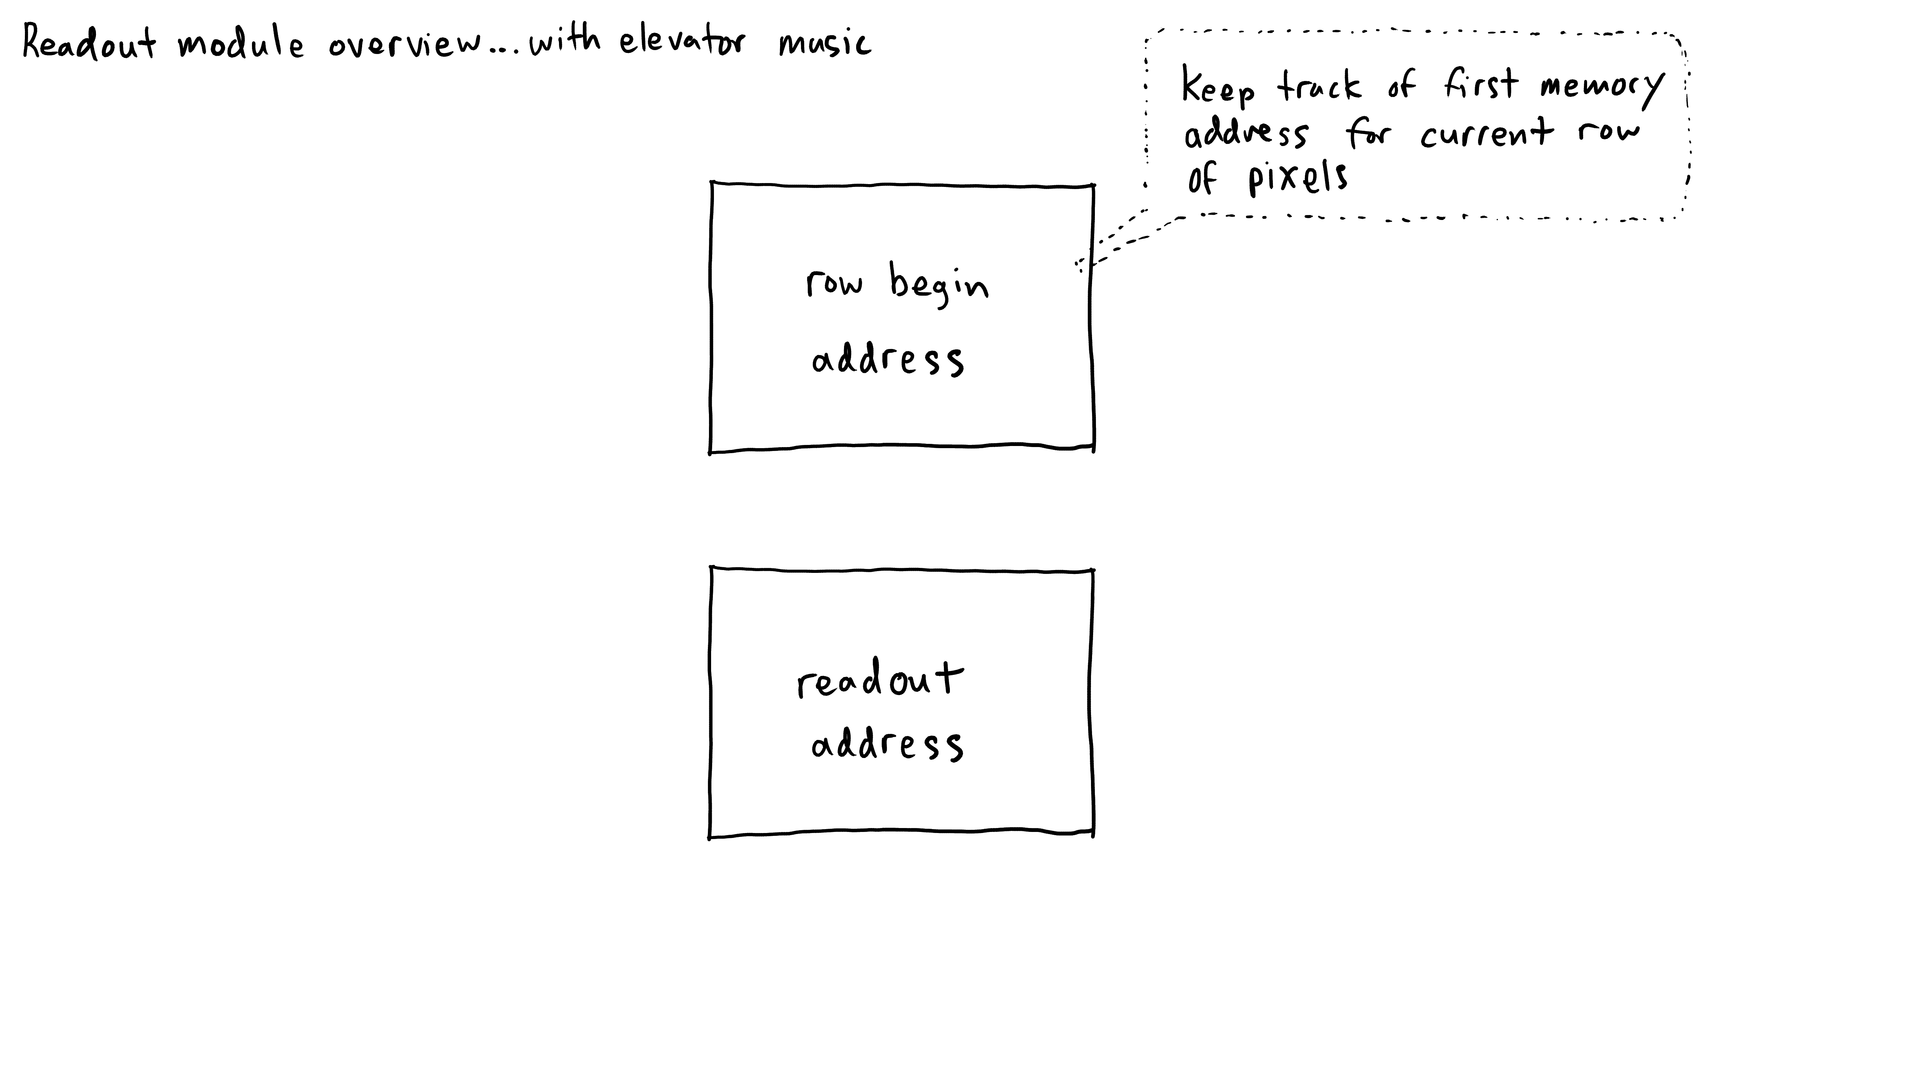 Readout module overview...with elevator music
Keep track of first memory
address for current row
of pixels
row begin
address
readout
address